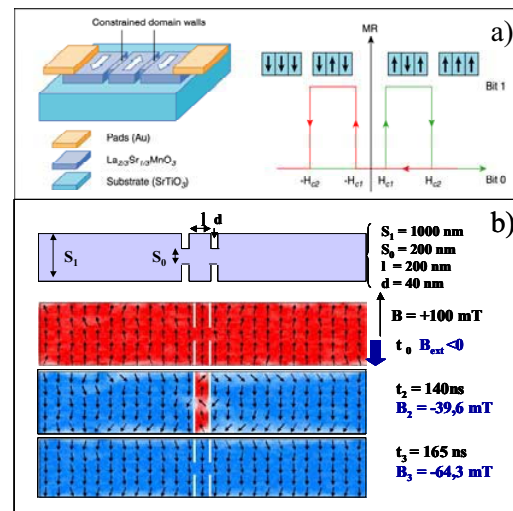 Constrained domain walls
a)
MR
Bit 1
Pads (Au)
La2/3Sr1/3MnO3
Substrate (SrTiO3)
-Hc2 -Hc1 Hc1 Hc2 Bit 0
b)
l d
S1 S0
S1 = 1000 nm
S0 = 200 nm
l = 200 nm
d = 40 nm
B = +100 mT
t0 Bext <0
t2 = 140ns
B2 = -39,6 mT
t3 = 165 ns
B3 = -64,3 mT